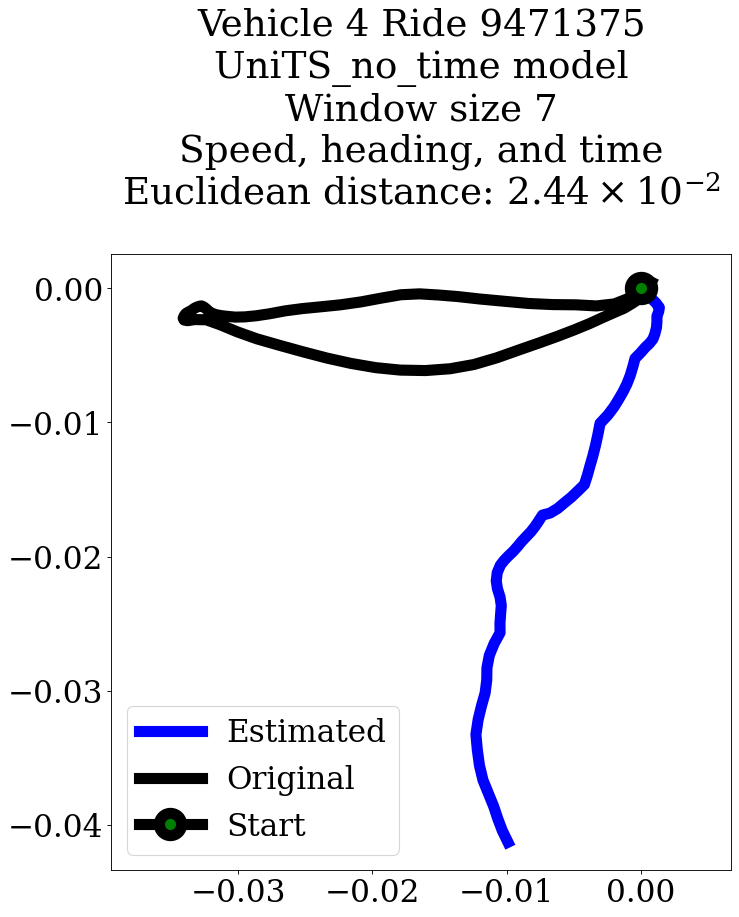 Vehicle 4 Ride 9471375
UniTS_no_time model
Window size 7
Speed, heading, and time
Euclidean distance: 2.44 × 10⁻²
0.00
−0.01
−0.02
−0.03
−0.04
Estimated
Original
Start
−0.03 −0.02 −0.01 0.00